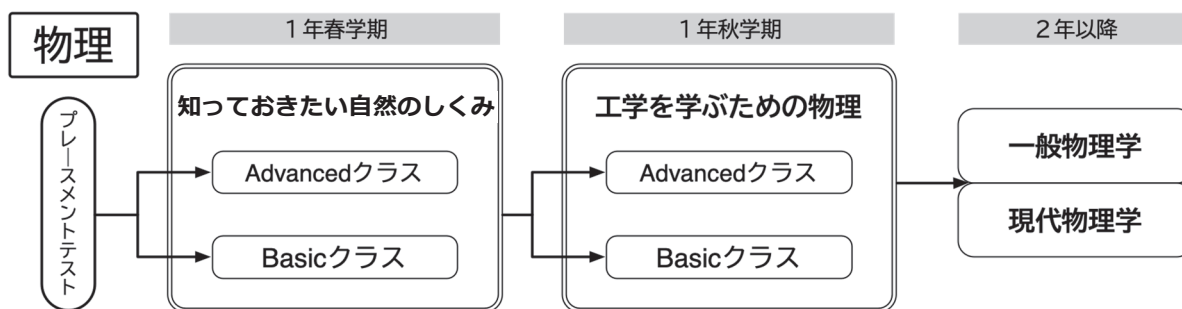 物理
1年春学期
1年秋学期
2年以降
プレースメントテスト
知っておきたい自然のしくみ
Advancedクラス
Basicクラス
工学を学ぶための物理
Advancedクラス
Basicクラス
一般物理学
現代物理学